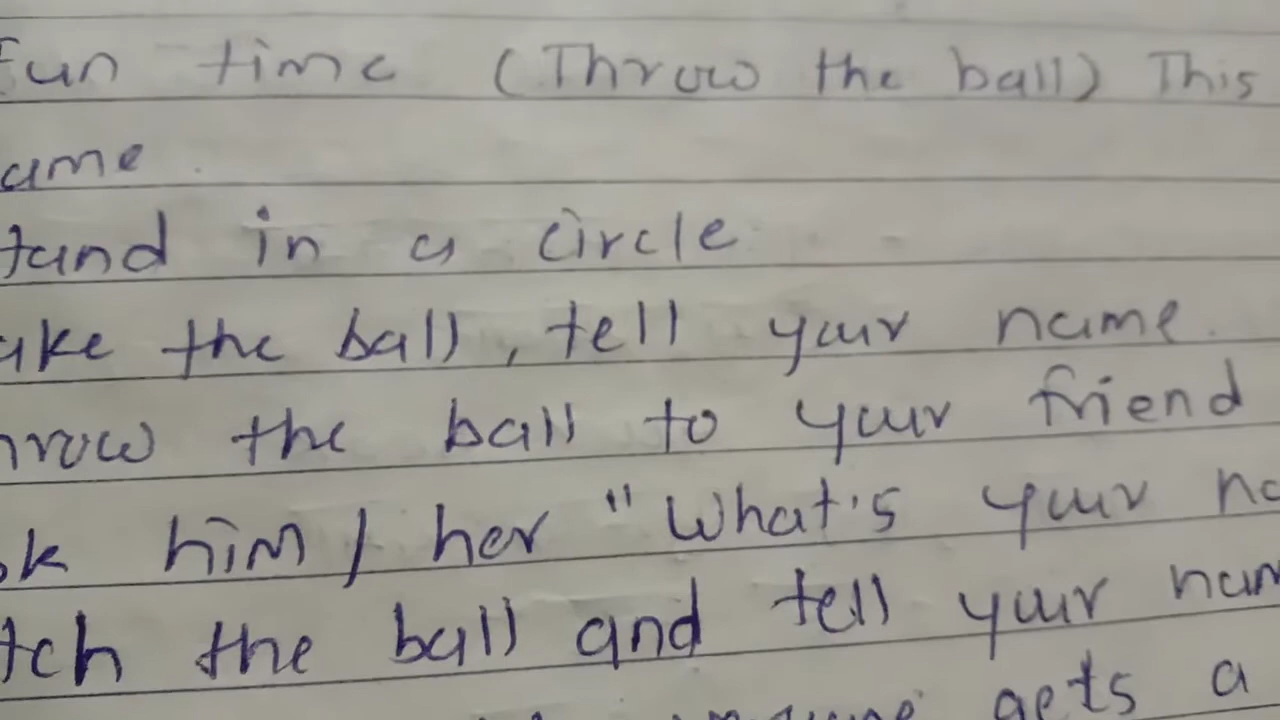 Fun time (Throw the ball) This
ame
tand in a circle
ake the ball, tell your name.
hrow the ball to your friend
k him / her "What's your na
tch the ball and tell your nam
gets a